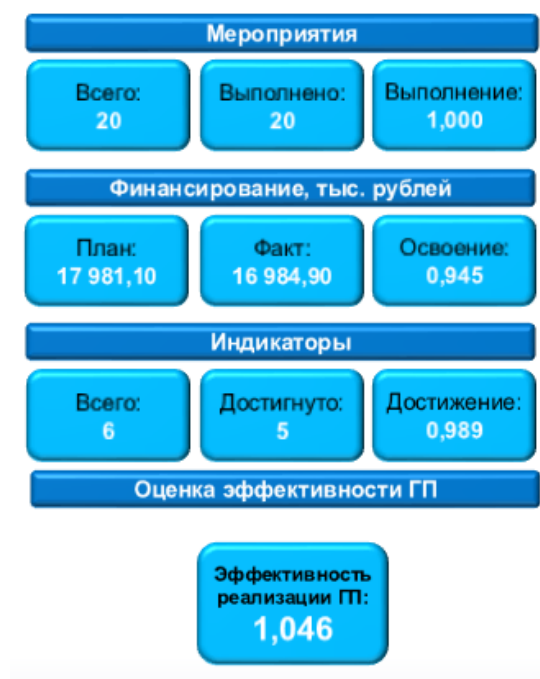 Мероприятия
Всего: Выполнено: Выполнение:
20 20 1,000
Финансирование, тыс. рублей
План: Факт: Освоение:
17 981,10 16 984,90 0,945
Индикаторы
Всего: Достигнуто: Достижение:
6 5 0,989
Оценка эффективности ГП
Эффективность
реализации ГП:
1,046